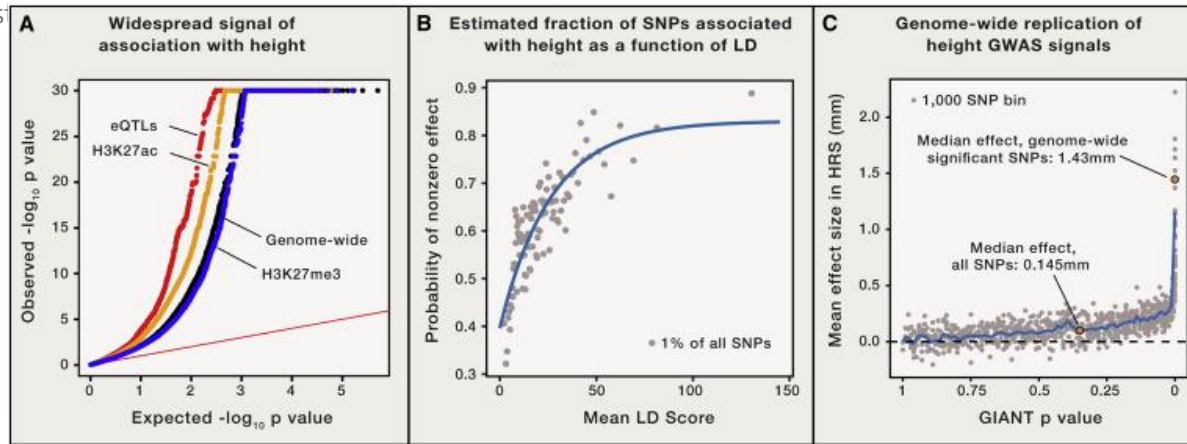 A
Widespread signal of
association with height
Observed -log10 p value
30
25
20
15
10
5
0
eQTLs
H3K27ac
Genome-wide
H3K27me3
0 1 2 3 4 5
Expected -log10 p value
B
Estimated fraction of SNPs associated
with height as a function of LD
Probability of nonzero effect
0.9
0.8
0.7
0.6
0.5
0.4
0.3
1% of all SNPs
0 50 100 150
Mean LD Score
C
Genome-wide replication of
height GWAS signals
Mean effect size in HRS (mm)
2.0
1.5
1.0
0.5
0.0
1,000 SNP bin
Median effect, genome-wide
significant SNPs: 1.43mm
Median effect,
all SNPs: 0.145mm
1 0.75 0.5 0.25 0
GIANT p value